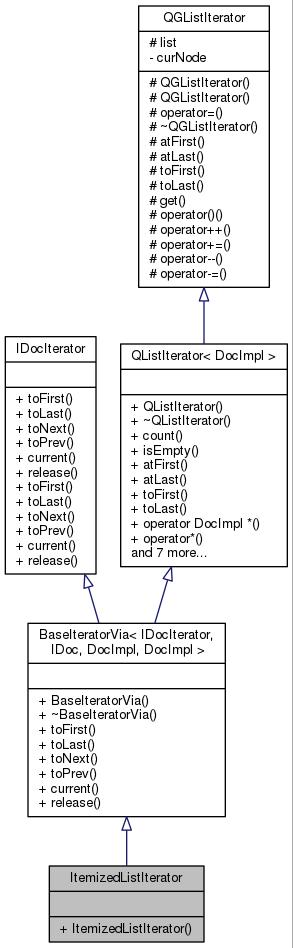 QGListIterator
# list
- curNode
# QGListIterator()
# QGListIterator()
# operator=()
# ~QGListIterator()
# atFirst()
# atLast()
# toFirst()
# toLast()
# get()
# operator()()
# operator++()
# operator+=()
# operator--()
# operator-=()
IDocIterator
+ toFirst()
+ toLast()
+ toNext()
+ toPrev()
+ current()
+ release()
+ toFirst()
+ toLast()
+ toNext()
+ toPrev()
+ current()
+ release()
QListIterator< DocImpl >
+ QListIterator()
+ ~QListIterator()
+ count()
+ isEmpty()
+ atFirst()
+ atLast()
+ toFirst()
+ toLast()
+ operator DocImpl *()
+ operator*()
and 7 more...
BaseIteratorVia< IDocIterator,
IDoc, DocImpl, DocImpl >
+ BaseIteratorVia()
+ ~BaseIteratorVia()
+ toFirst()
+ toLast()
+ toNext()
+ toPrev()
+ current()
+ release()
ItemizedListIterator
+ ItemizedListIterator()